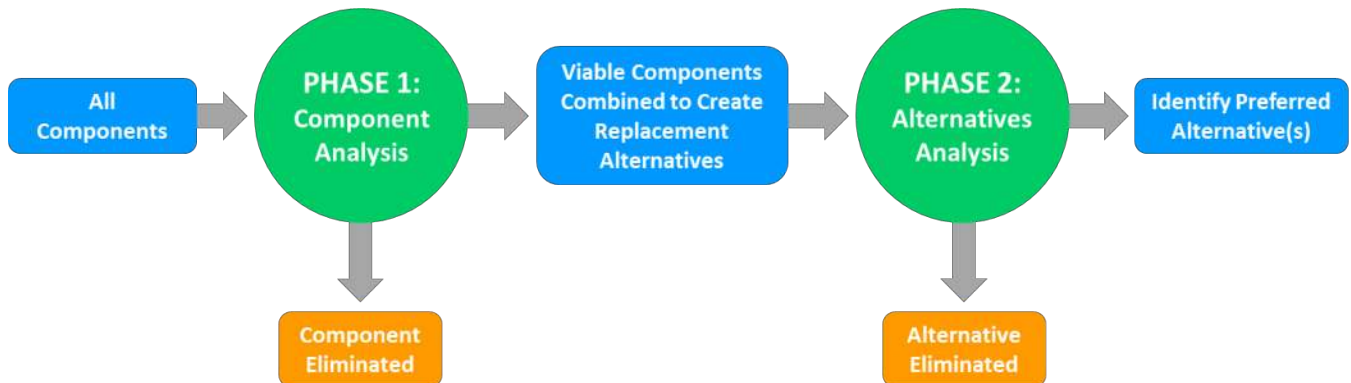 All
Components
PHASE 1:
Component
Analysis
Viable Components
Combined to Create
Replacement
Alternatives
PHASE 2:
Alternatives
Analysis
Identify Preferred
Alternative(s)
Component
Eliminated
Alternative
Eliminated